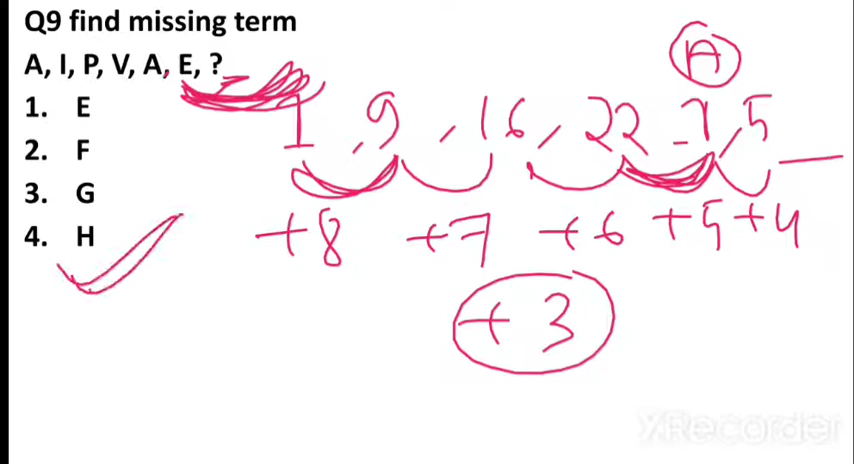 Q9 find missing term
A, I, P, V, A, E, ?
A
1. E
1, 9, 16, 22, 1, 5
2. F
3. G
4. H
+8 +7 +6 +5 +4
+3
XRecorder